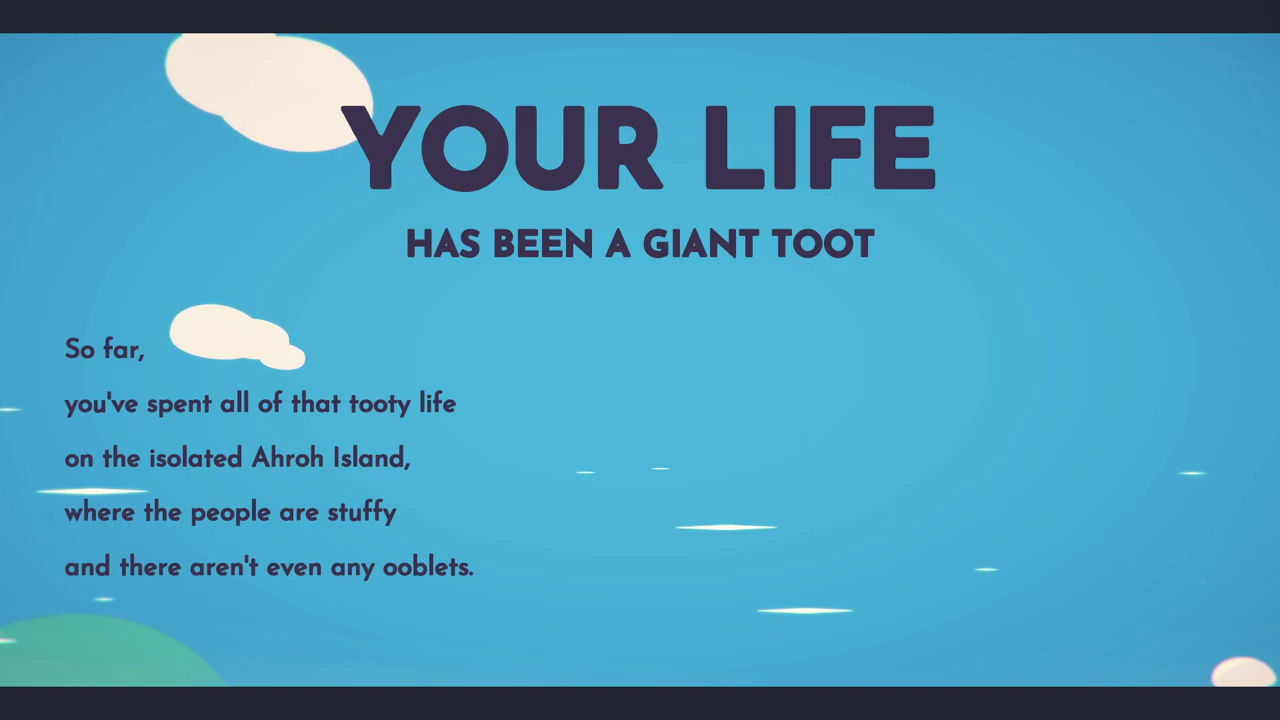 YOUR LIFE
HAS BEEN A GIANT TOOT
So far,
you've spent all of that tooty life
on the isolated Ahroh Island,
where the people are stuffy
and there aren't even any ooblets.